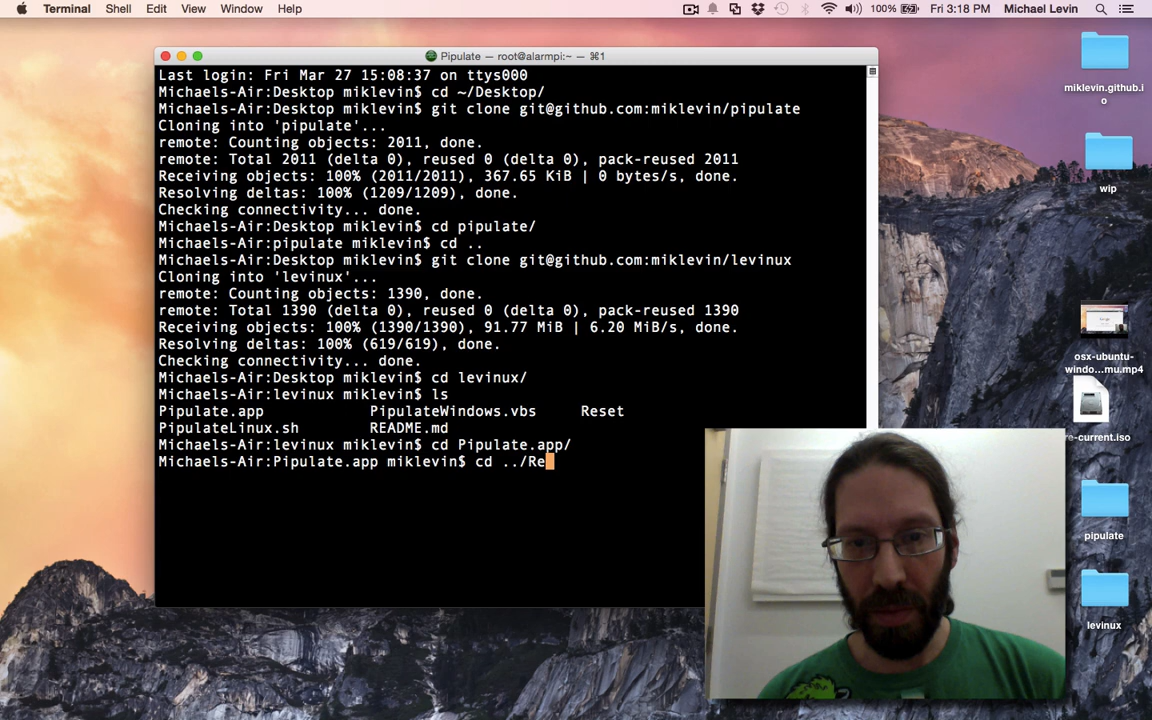 Terminal Shell Edit View Window Help 100% Fri 3:18 PM Michael Levin
Pipulate — root@alarmpi:~ — ⌘1
Last login: Fri Mar 27 15:08:37 on ttys000
Michaels-Air:Desktop miklevin$ cd ~/Desktop/
Michaels-Air:Desktop miklevin$ git clone git@github.com:miklevin/pipulate
Cloning into 'pipulate'...
remote: Counting objects: 2011, done.
remote: Total 2011 (delta 0), reused 0 (delta 0), pack-reused 2011
Receiving objects: 100% (2011/2011), 367.65 KiB | 0 bytes/s, done.
Resolving deltas: 100% (1209/1209), done.
Checking connectivity... done.
Michaels-Air:Desktop miklevin$ cd pipulate/
Michaels-Air:pipulate miklevin$ cd ..
Michaels-Air:Desktop miklevin$ git clone git@github.com:miklevin/levinux
Cloning into 'levinux'...
remote: Counting objects: 1390, done.
remote: Total 1390 (delta 0), reused 0 (delta 0), pack-reused 1390
Receiving objects: 100% (1390/1390), 91.77 MiB | 6.20 MiB/s, done.
Resolving deltas: 100% (619/619), done.
Checking connectivity... done.
Michaels-Air:Desktop miklevin$ cd levinux/
Michaels-Air:levinux miklevin$ ls
Pipulate.app PipulateWindows.vbs Reset
PipulateLinux.sh README.md
Michaels-Air:levinux miklevin$ cd Pipulate.app/
Michaels-Air:Pipulate.app miklevin$ cd ../Re
miklevin.github.i
o
wip
osx-ubuntu-
windo...mu.mp4
re-current.iso
pipulate
levinux